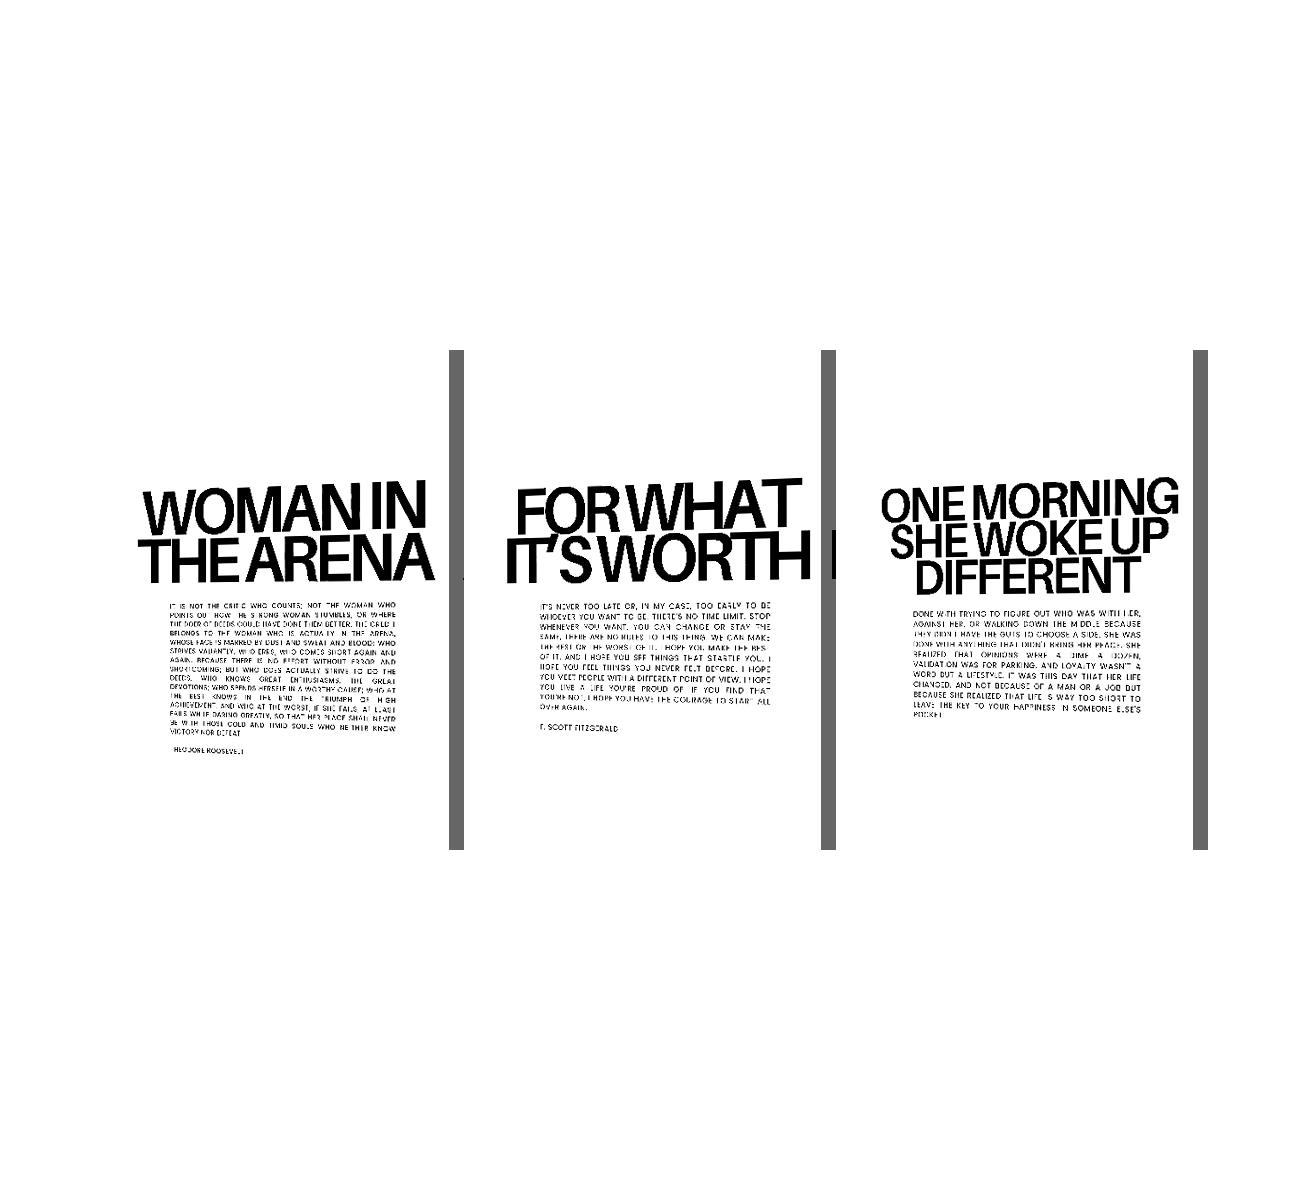 WOMAN IN
THE ARENA
IT IS NOT THE CRITIC WHO COUNTS; NOT THE WOMAN WHO
POINTS OUT HOW THE STRONG WOMAN STUMBLES, OR WHERE
THE DOER OF DEEDS COULD HAVE DONE THEM BETTER. THE CREDIT
BELONGS TO THE WOMAN WHO IS ACTUALLY IN THE ARENA,
WHOSE FACE IS MARRED BY DUST AND SWEAT AND BLOOD; WHO
STRIVES VALIANTLY, WHO ERRS, WHO COMES SHORT AGAIN AND
AGAIN, BECAUSE THERE IS NO EFFORT WITHOUT ERROR AND
SHORTCOMING; BUT WHO DOES ACTUALLY STRIVE TO DO THE
DEEDS, WHO KNOWS GREAT ENTHUSIASMS, THE GREAT
DEVOTIONS; WHO SPENDS HERSELF IN A WORTHY CAUSE; WHO AT
THE BEST KNOWS IN THE END THE TRIUMPH OF HIGH
ACHIEVEMENT, AND WHO AT THE WORST, IF SHE FAILS, AT LEAST
FAILS WHILE DARING GREATLY, SO THAT HER PLACE SHALL NEVER
BE WITH THOSE COLD AND TIMID SOULS WHO NEITHER KNOW
VICTORY NOR DEFEAT
THEODORE ROOSEVELT
FOR WHAT
IT'S WORTH
IT'S NEVER TOO LATE OR, IN MY CASE, TOO EARLY TO BE
WHOEVER YOU WANT TO BE. THERE'S NO TIME LIMIT. STOP
WHENEVER YOU WANT. YOU CAN CHANGE OR STAY THE
SAME, THERE ARE NO RULES TO THIS THING. WE CAN MAKE
THE BEST OR THE WORST OF IT. I HOPE YOU MAKE THE BEST
OF IT. AND I HOPE YOU SEE THINGS THAT STARTLE YOU. I
HOPE YOU FEEL THINGS YOU NEVER FELT BEFORE. I HOPE
YOU MEET PEOPLE WITH A DIFFERENT POINT OF VIEW. I HOPE
YOU LIVE A LIFE YOU'RE PROUD OF. IF YOU FIND THAT
YOU'RE NOT, I HOPE YOU HAVE THE COURAGE TO START ALL
OVER AGAIN.
F. SCOTT FITZGERALD
ONE MORNING
SHE WOKE UP
DIFFERENT
DONE WITH TRYING TO FIGURE OUT WHO WAS WITH HER,
AGAINST HER, OR WALKING DOWN THE MIDDLE BECAUSE
THEY DIDN'T HAVE THE GUTS TO CHOOSE A SIDE. SHE WAS
DONE WITH ANYTHING THAT DIDN'T BRING HER PEACE. SHE
REALIZED THAT OPINIONS WERE A DIME A DOZEN,
VALIDATION WAS FOR PARKING, AND LOYALTY WASN'T A
WORD BUT A LIFESTYLE. IT WAS THIS DAY THAT HER LIFE
CHANGED. AND NOT BECAUSE OF A MAN OR A JOB BUT
BECAUSE SHE REALIZED THAT LIFE IS WAY TOO SHORT TO
LEAVE THE KEY TO YOUR HAPPINESS IN SOMEONE ELSE'S
POCKET.